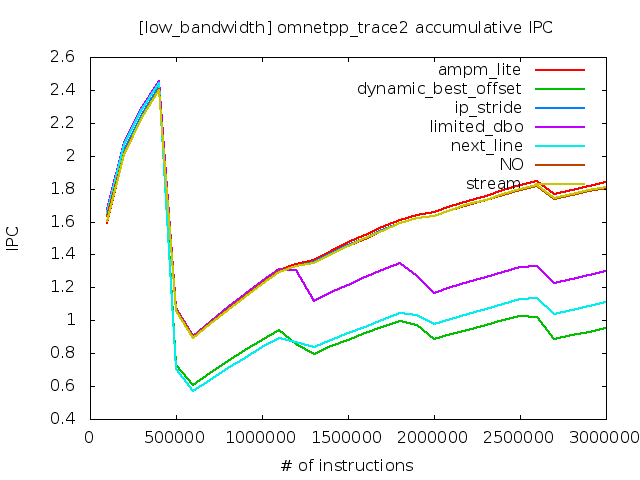 [low_bandwidth] omnetpp_trace2 accumulative IPC
2.6
2.4
2.2
2
1.8
1.6
1.4
1.2
1
0.8
0.6
0.4
IPC
ampm_lite
dynamic_best_offset
ip_stride
limited_dbo
next_line
NO
stream
0 500000 1000000 1500000 2000000 2500000 3000000
# of instructions